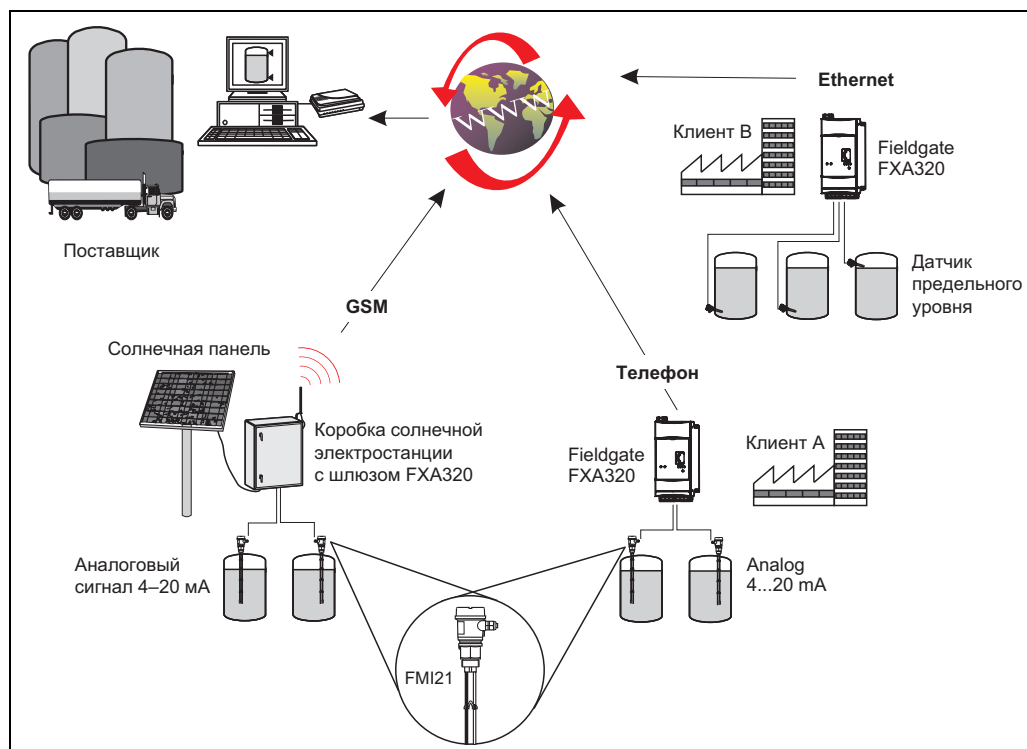 WWW
Ethernet
Клиент B
Fieldgate
FXA320
Поставщик
Датчик
предельного
уровня
GSM
Солнечная панель
Телефон
Коробка солнечной
электростанции
с шлюзом FXA320
Fieldgate
FXA320
Клиент A
Аналоговый
сигнал 4–20 мА
Analog
4...20 mA
FMI21